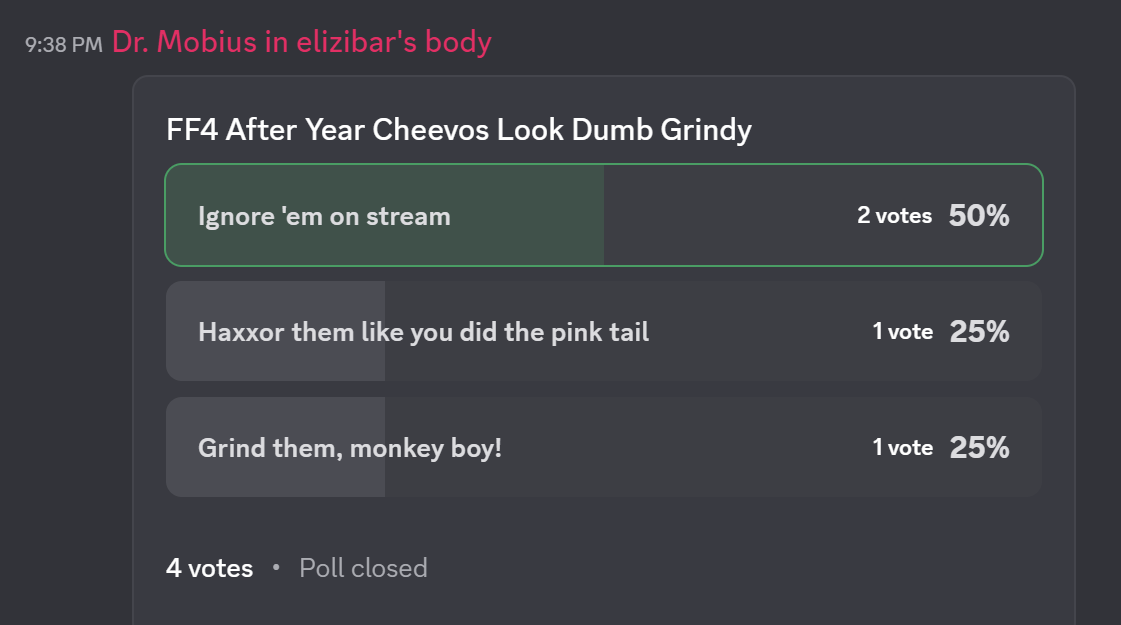 9:38 PM Dr. Mobius in elizibar's body
FF4 After Year Cheevos Look Dumb Grindy
Ignore 'em on stream 2 votes 50%
Haxxor them like you did the pink tail 1 vote 25%
Grind them, monkey boy! 1 vote 25%
4 votes • Poll closed